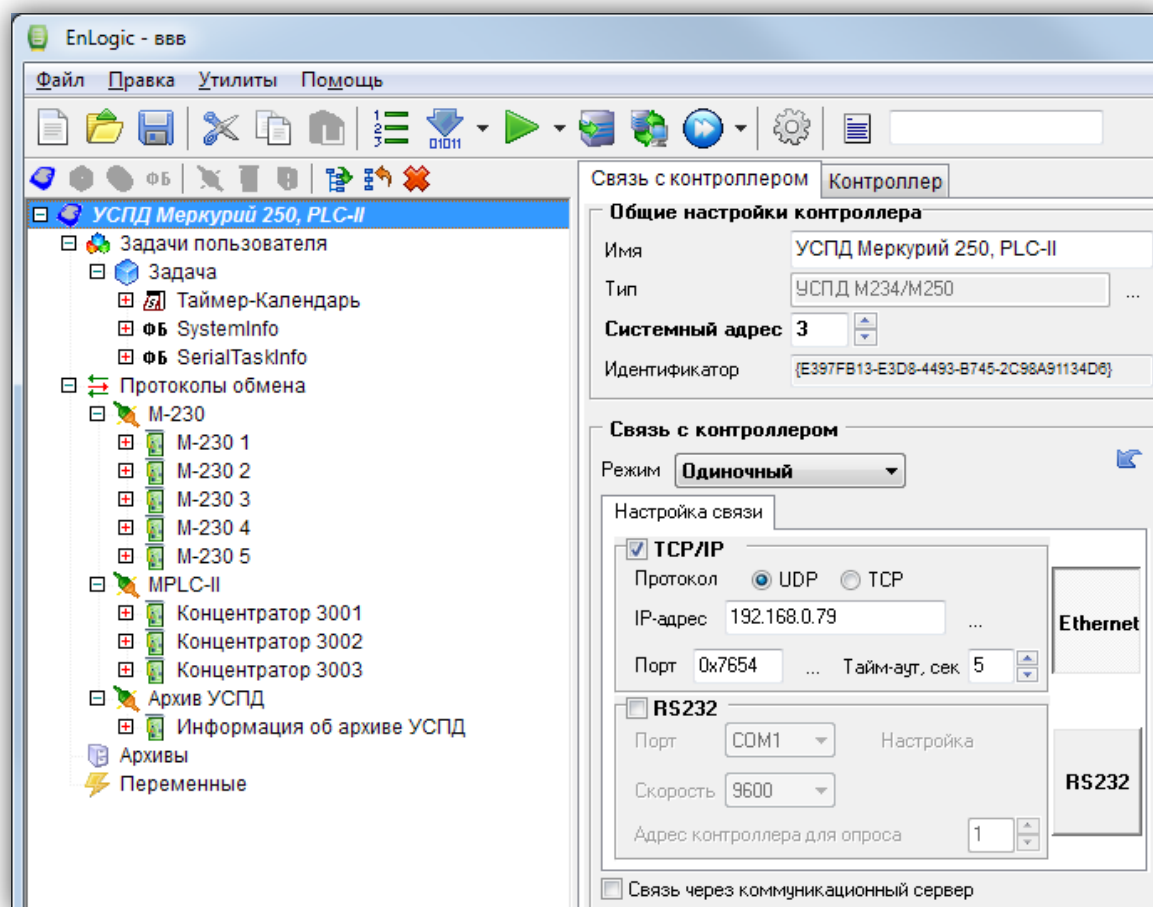 EnLogic - ввв
Файл Правка Утилиты Помощь
1 2 3 01011
ФБ
УСПД Меркурий 250, PLC-II
Задачи пользователя
Задача
Таймер-Календарь
ФБ SystemInfo
ФБ SerialTaskInfo
Протоколы обмена
М-230
М-230 1
М-230 2
М-230 3
М-230 4
М-230 5
MPLC-II
Концентратор 3001
Концентратор 3002
Концентратор 3003
Архив УСПД
Информация об архиве УСПД
Архивы
Переменные
Связь с контроллером Контроллер
Общие настройки контроллера
Имя УСПД Меркурий 250, PLC-II
Тип УСПД М234/М250 ...
Системный адрес 3
Идентификатор {E397FB13-E3D8-4493-B745-2C98A91134D6}
Связь с контроллером
Режим Одиночный
Настройка связи
TCP/IP
Протокол UDP TCP
IP-адрес 192.168.0.79 ...
Порт 0x7654 ... Тайм-аут, сек 5
Ethernet
RS232
Порт COM1 Настройка
Скорость 9600
Адрес контроллера для опроса 1
RS232
Связь через коммуникационный сервер